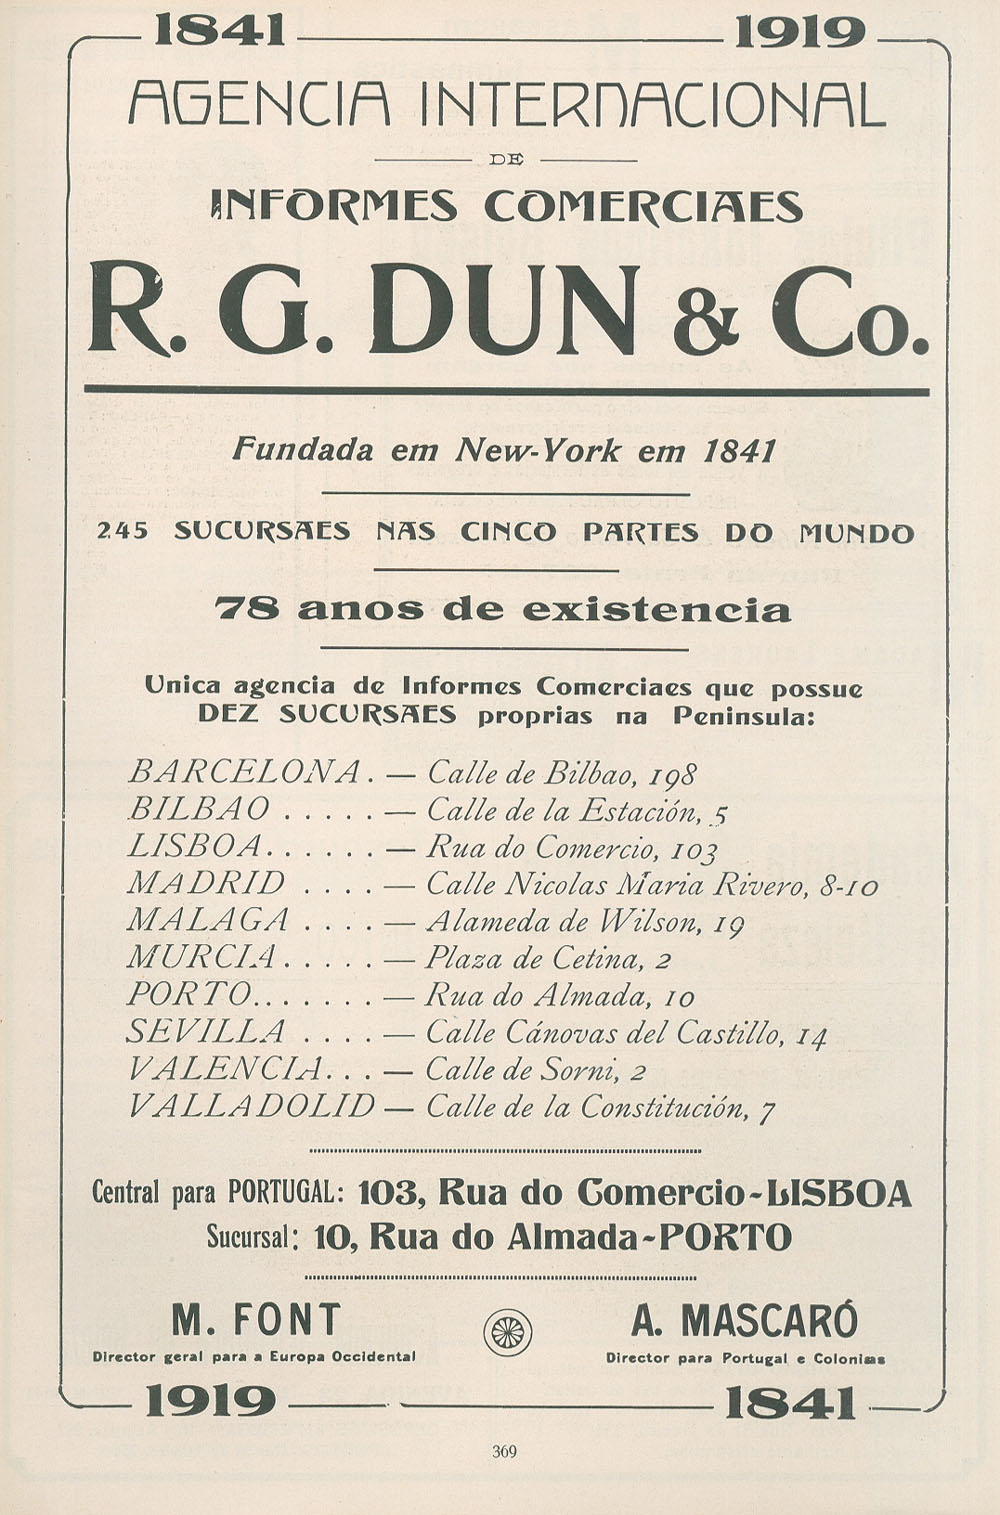 1841 1919
AGENCIA INTERNACIONAL
DE
INFORMES COMERCIAES
R. G. DUN & Co.
Fundada em New-York em 1841
245 SUCURSAES NAS CINCO PARTES DO MUNDO
78 anos de existencia
Unica agencia de Informes Comerciaes que possue
DEZ SUCURSAES proprias na Peninsula:
BARCELONA. — Calle de Bilbao, 198
BILBAO . . . . . — Calle de la Estación, 5
LISBOA. . . . . . — Rua do Comercio, 103
MADRID . . . . — Calle Nicolas Maria Rivero, 8-10
MALAGA . . . . — Alameda de Wilson, 19
MURCIA . . . . . — Plaza de Cetina, 2
PORTO. . . . . . . — Rua do Almada, 10
SEVILLA . . . . — Calle Cánovas del Castillo, 14
VALENCIA. . . — Calle de Sorni, 2
VALLADOLID — Calle de la Constitución, 7
Central para PORTUGAL: 103, Rua do Comercio-LISBOA
Sucursal: 10, Rua do Almada-PORTO
M. FONT A. MASCARÓ
Director geral para a Europa Occidental Director para Portugal e Colonias
1919 1841
369